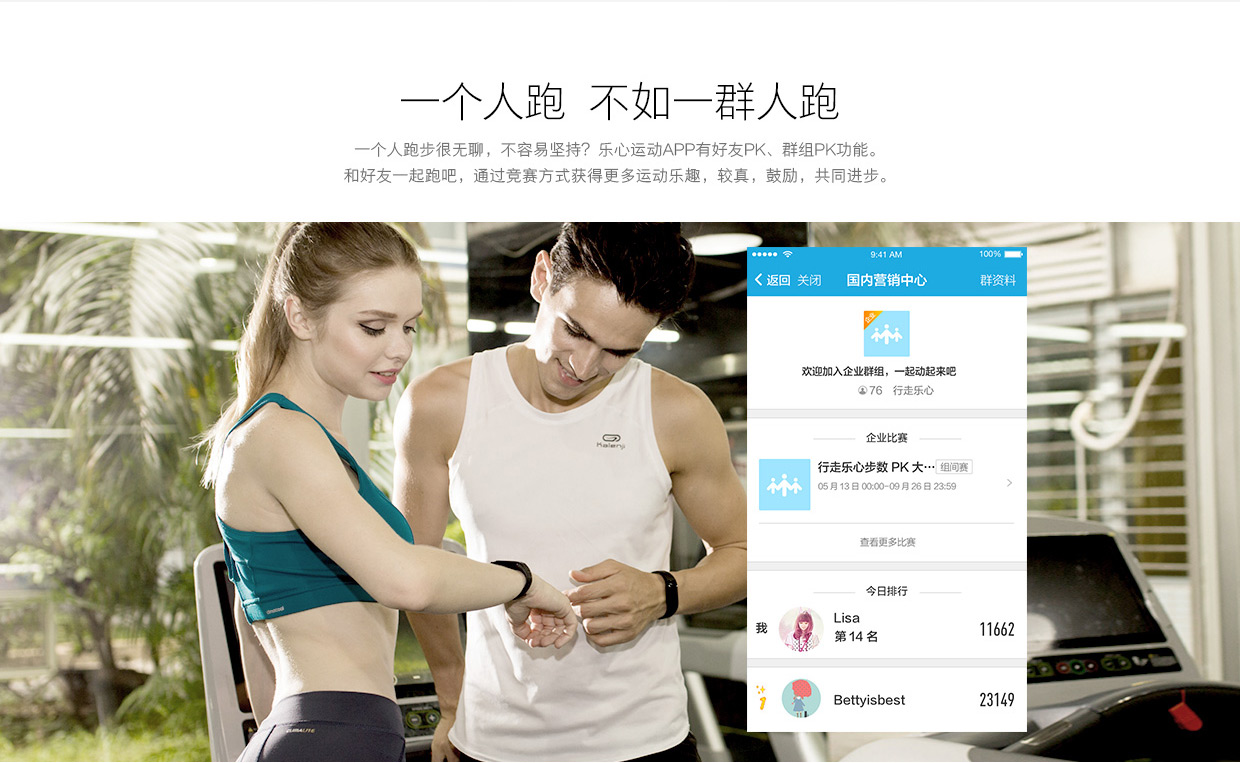 一个人跑 不如一群人跑
一个人跑步很无聊，不容易坚持？乐心运动APP有好友PK、群组PK功能。
和好友一起跑吧，通过竞赛方式获得更多运动乐趣，较真，鼓励，共同进步。
9:41 AM 100%
返回 关闭 国内营销中心 群资料
欢迎加入企业群组，一起动起来吧
76 行走乐心
企业比赛
行走乐心步数 PK 大… 组间赛
05 月 13 日 00:00-09 月 26 日 23:59
查看更多比赛
今日排行
我 Lisa 11662
第 14 名
1 Bettyisbest 23149
Kalenji